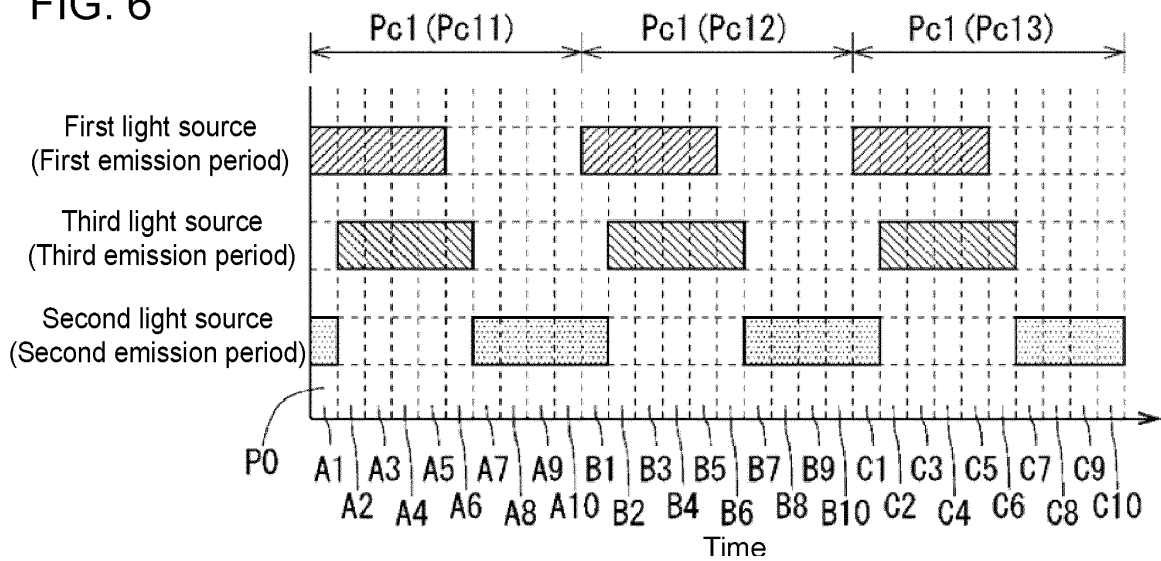 FIG. 6
Pc1(Pc11) Pc1(Pc12) Pc1(Pc13)
First light source
(First emission period)
Third light source
(Third emission period)
Second light source
(Second emission period)
P0 A1 A3 A5 A7 A9 B1 B3 B5 B7 B9 C1 C3 C5 C7 C9
A2 A4 A6 A8 A10 B2 B4 B6 B8 B10 C2 C4 C6 C8 C10
Time